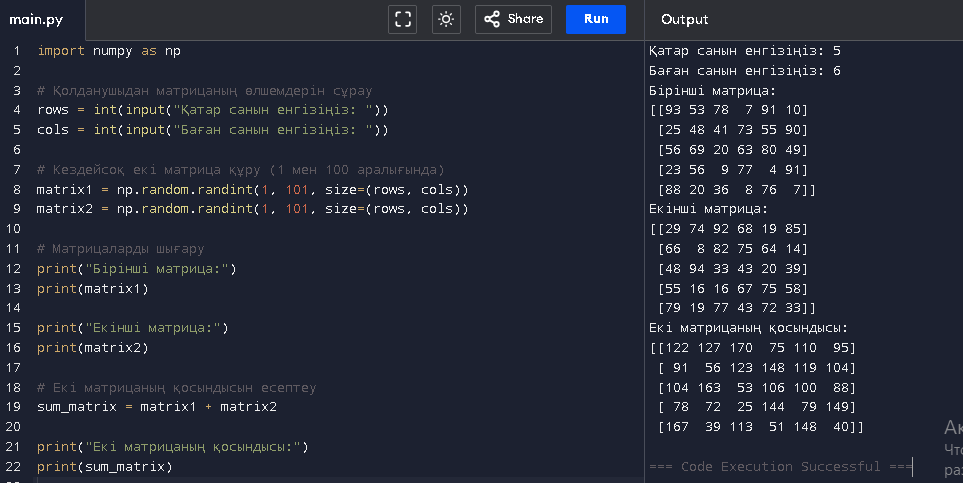 main.py
Share
Run
Output
1 import numpy as np
2
3 # Қолданушыдан матрицаның өлшемдерін сұрау
4 rows = int(input("Қатар санын енгізіңіз: "))
5 cols = int(input("Баған санын енгізіңіз: "))
6
7 # Кездейсоқ екі матрица құру (1 мен 100 аралығында)
8 matrix1 = np.random.randint(1, 101, size=(rows, cols))
9 matrix2 = np.random.randint(1, 101, size=(rows, cols))
10
11 # Матрицаларды шығару
12 print("Бірінші матрица:")
13 print(matrix1)
14
15 print("Екінші матрица:")
16 print(matrix2)
17
18 # Екі матрицаның қосындысын есептеу
19 sum_matrix = matrix1 + matrix2
20
21 print("Екі матрицаның қосындысы:")
22 print(sum_matrix)
Қатар санын енгізіңіз: 5
Баған санын енгізіңіз: 6
Бірінші матрица:
[[93 53 78  7 91 10]
 [25 48 41 73 55 90]
 [56 69 20 63 80 49]
 [23 56  9 77  4 91]
 [88 20 36  8 76  7]]
Екінші матрица:
[[29 74 92 68 19 85]
 [66  8 82 75 64 14]
 [48 94 33 43 20 39]
 [55 16 16 67 75 58]
 [79 19 77 43 72 33]]
Екі матрицаның қосындысы:
[[122 127 170  75 110  95]
 [ 91  56 123 148 119 104]
 [104 163  53 106 100  88]
 [ 78  72  25 144  79 149]
 [167  39 113  51 148  40]]
=== Code Execution Successful ===